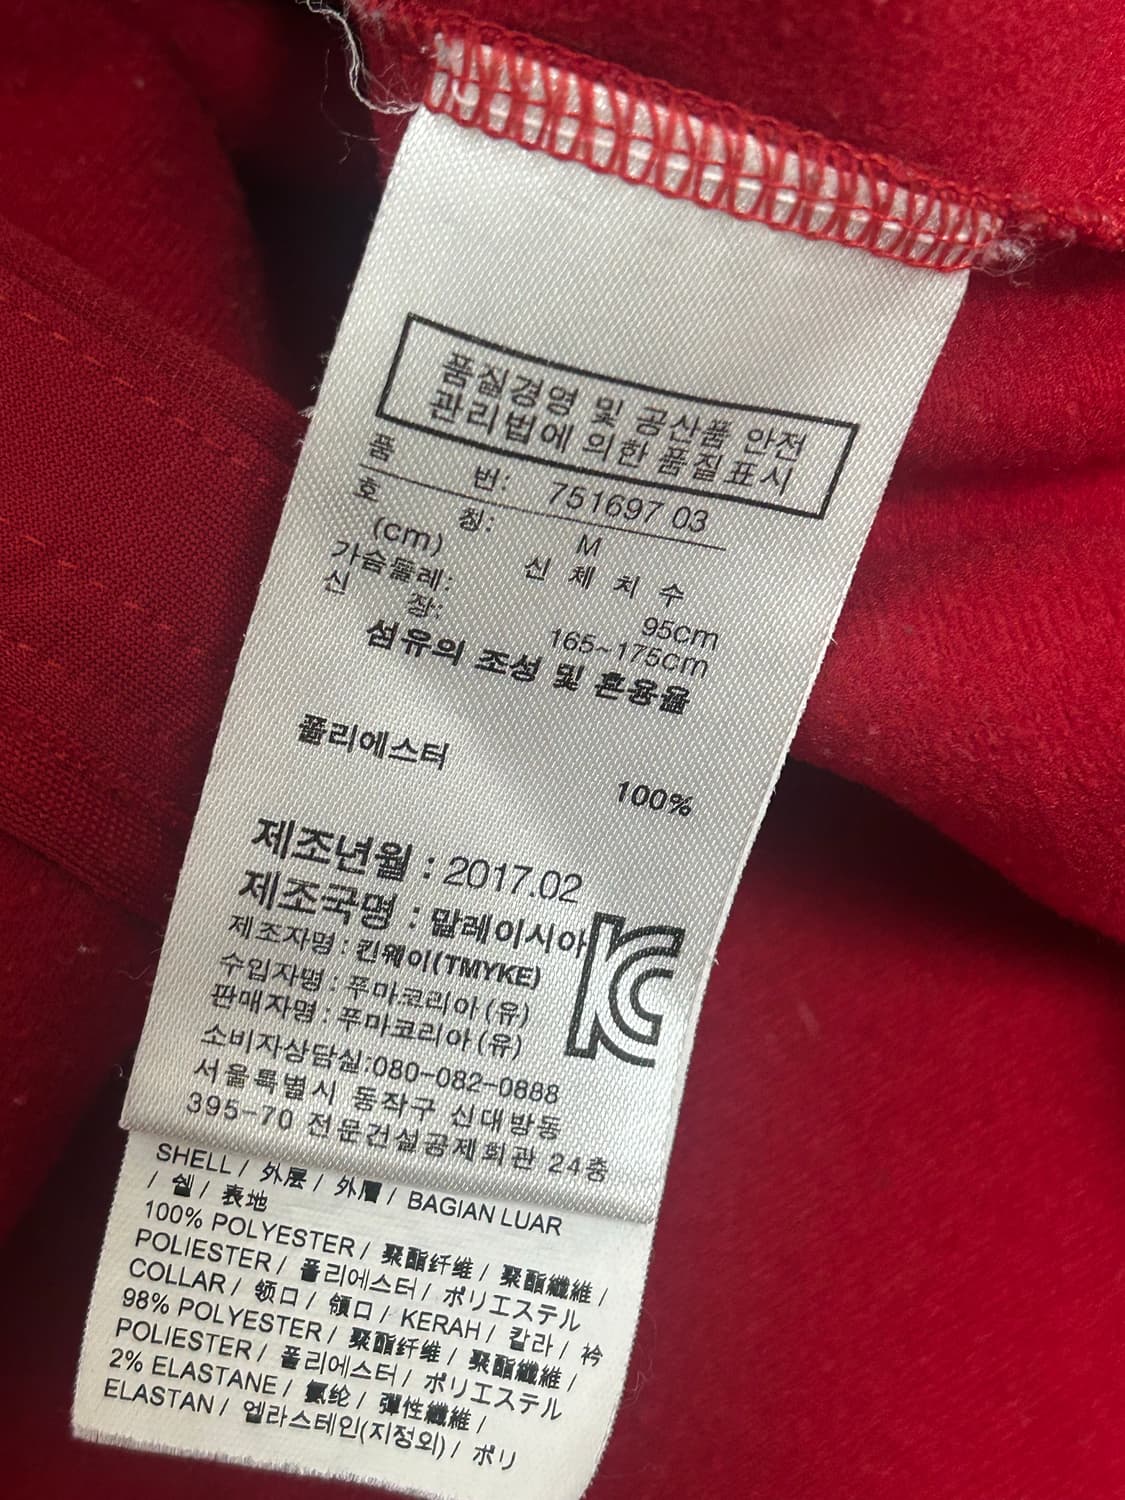 품질경영 및 공산품 안전
관리법에 의한 품질표시
품 번: 751697 03
호 칭: M
(cm) 신 체 치 수
가슴둘레: 95cm
신 장: 165~175cm
섬유의 조성 및 혼용율
폴리에스터
100%
제조년월 : 2017.02
제조국명 : 말레이시아
제조자명 : 킨웨이(TMYKE)
수입자명 : 푸마코리아(유)
판매자명 : 푸마코리아(유)
소비자상담실:080-082-0888
서울특별시 동작구 신대방동
395-70 전문건설공제회관 24층
SHELL / 外层 / 外層 / BAGIAN LUAR
/ 쉘 / 表地
100% POLYESTER / 聚酯纤维 / 聚酯纖維 /
POLIESTER / 폴리에스터 / ポリエステル
COLLAR / 领口 / 領口 / KERAH / 칼라 / 衿
98% POLYESTER / 聚酯纤维 / 聚酯纖維 /
POLIESTER / 폴리에스터 / ポリエステル
2% ELASTANE / 氨纶 / 彈性纖維 /
ELASTAN / 엘라스테인(지정외) / ポリ